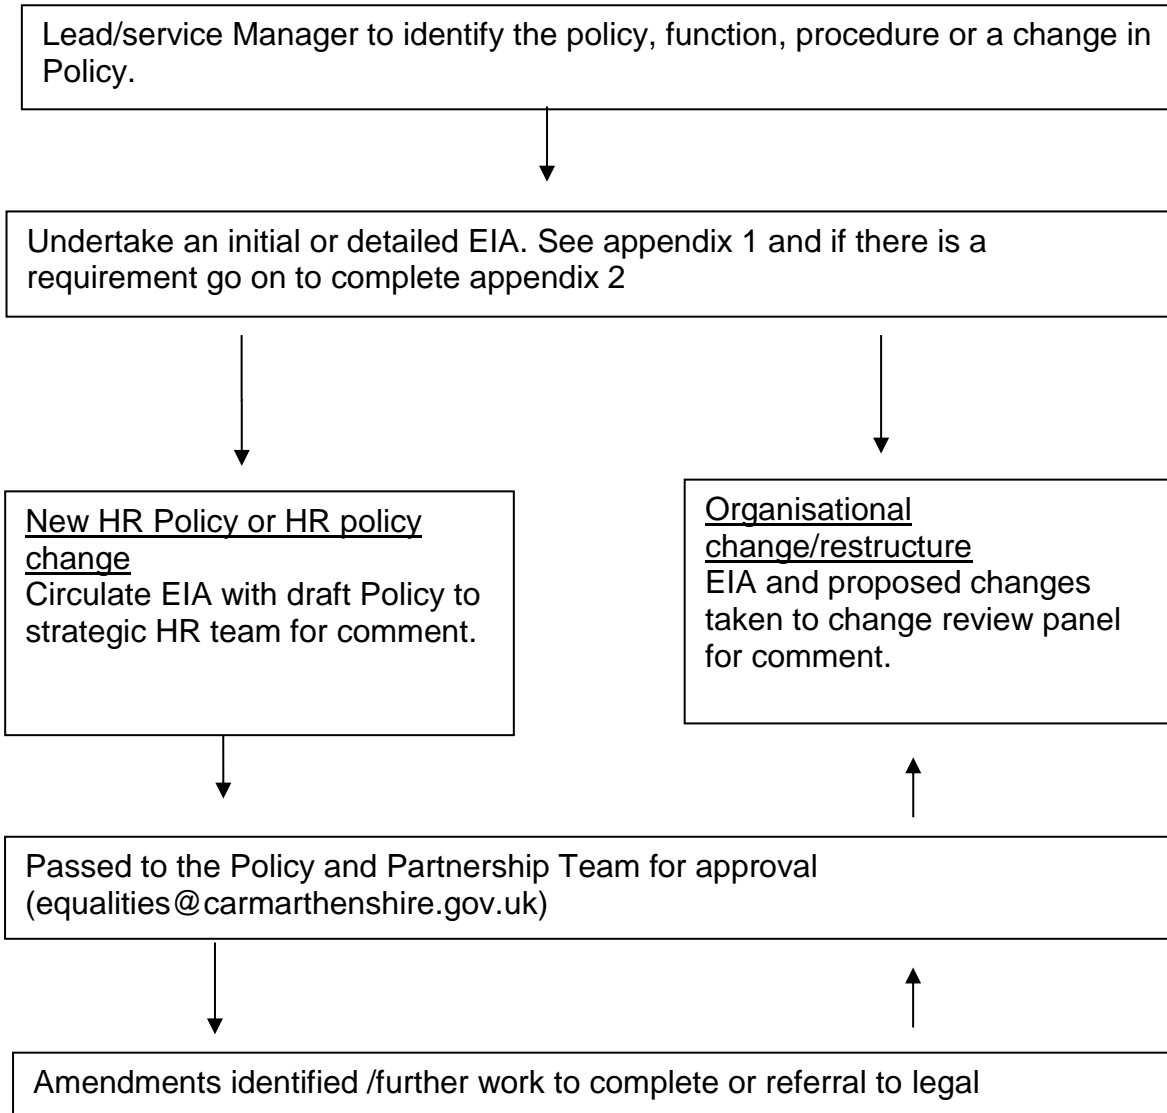 Lead/service Manager to identify the policy, function, procedure or a change in
Policy.
Undertake an initial or detailed EIA. See appendix 1 and if there is a
requirement go on to complete appendix 2
New HR Policy or HR policy
change
Circulate EIA with draft Policy to
strategic HR team for comment.
Organisational
change/restructure
EIA and proposed changes
taken to change review panel
for comment.
Passed to the Policy and Partnership Team for approval
(equalities@carmarthenshire.gov.uk)
Amendments identified /further work to complete or referral to legal